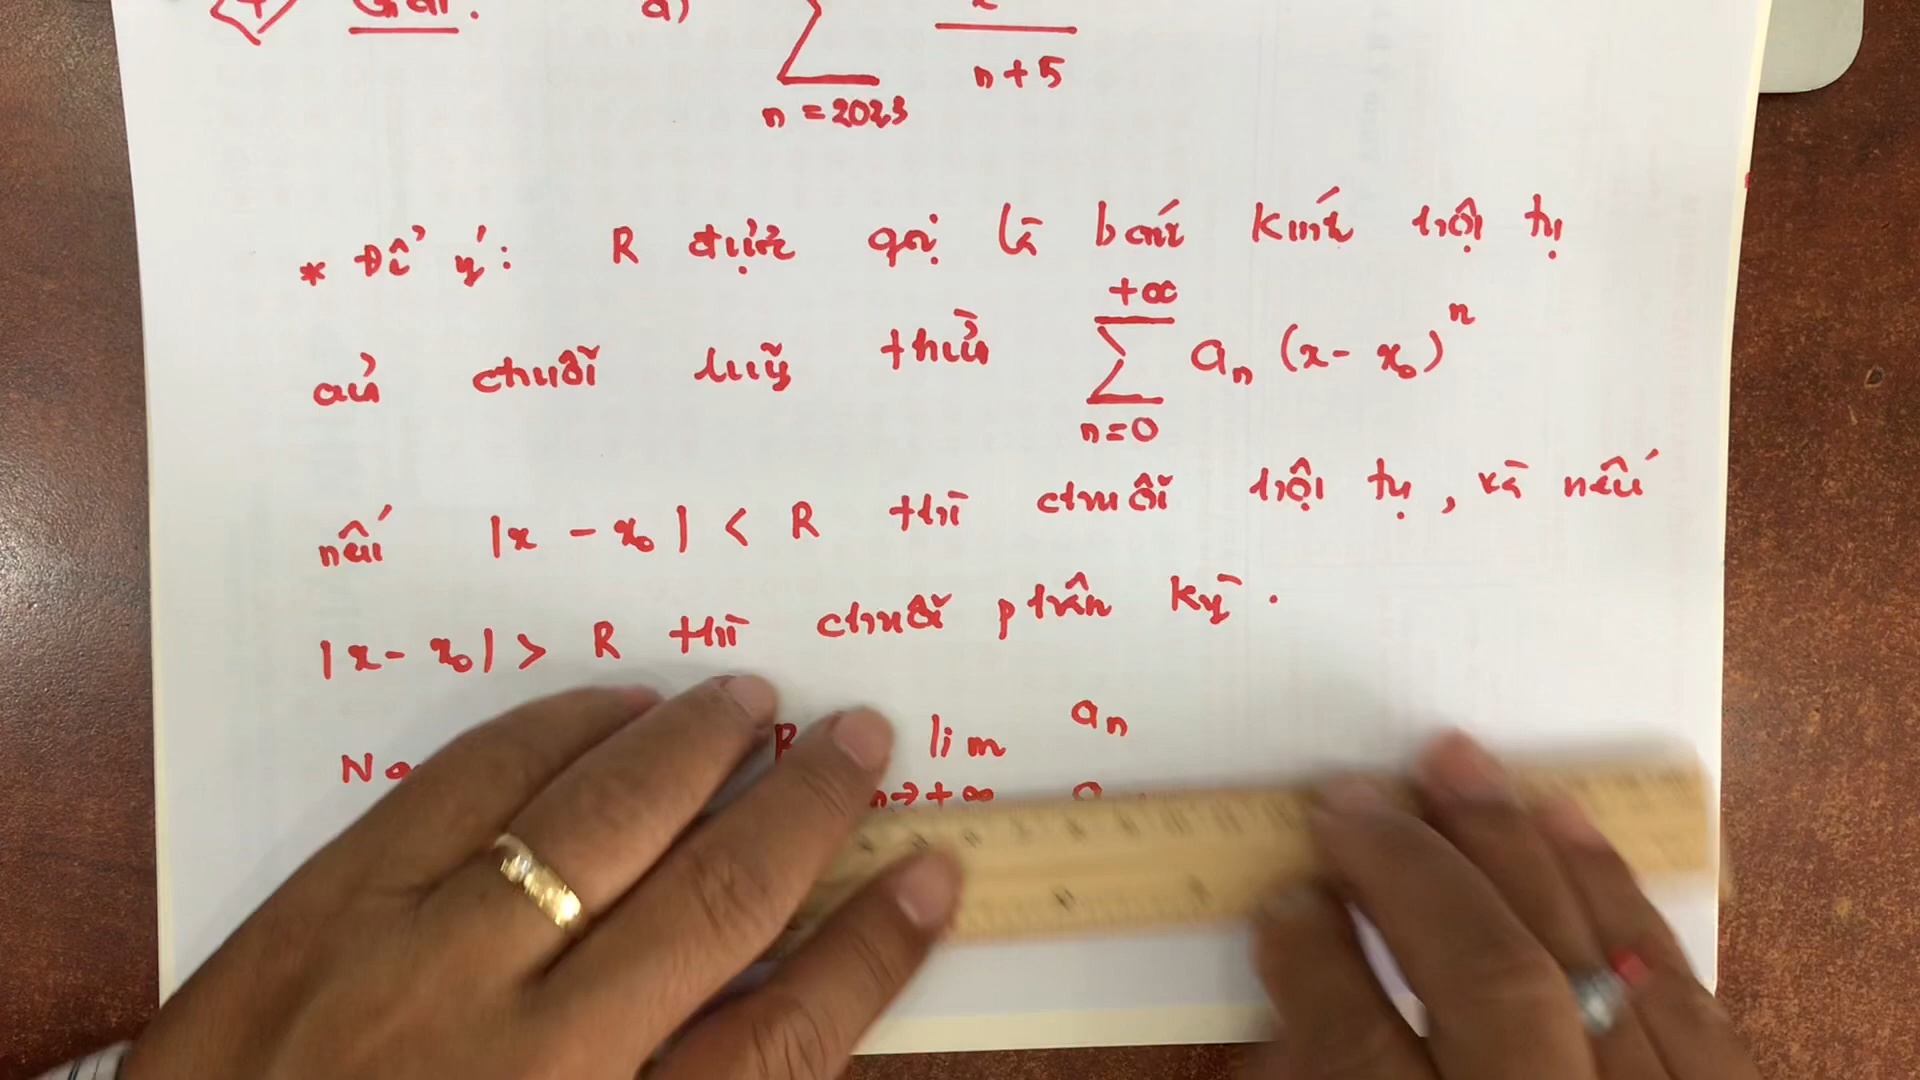 Giải: a) ∑ n=2023 n+5
* Để ý: R được gọi là bán kính hội tụ
của chuỗi luỹ thừa +∞ ∑ n=0 aₙ (x - x₀)ⁿ
nếu |x - x₀| < R thì chuỗi hội tụ, và nếu
|x - x₀| > R thì chuỗi phân kỳ.
R lim n→+∞ aₙ